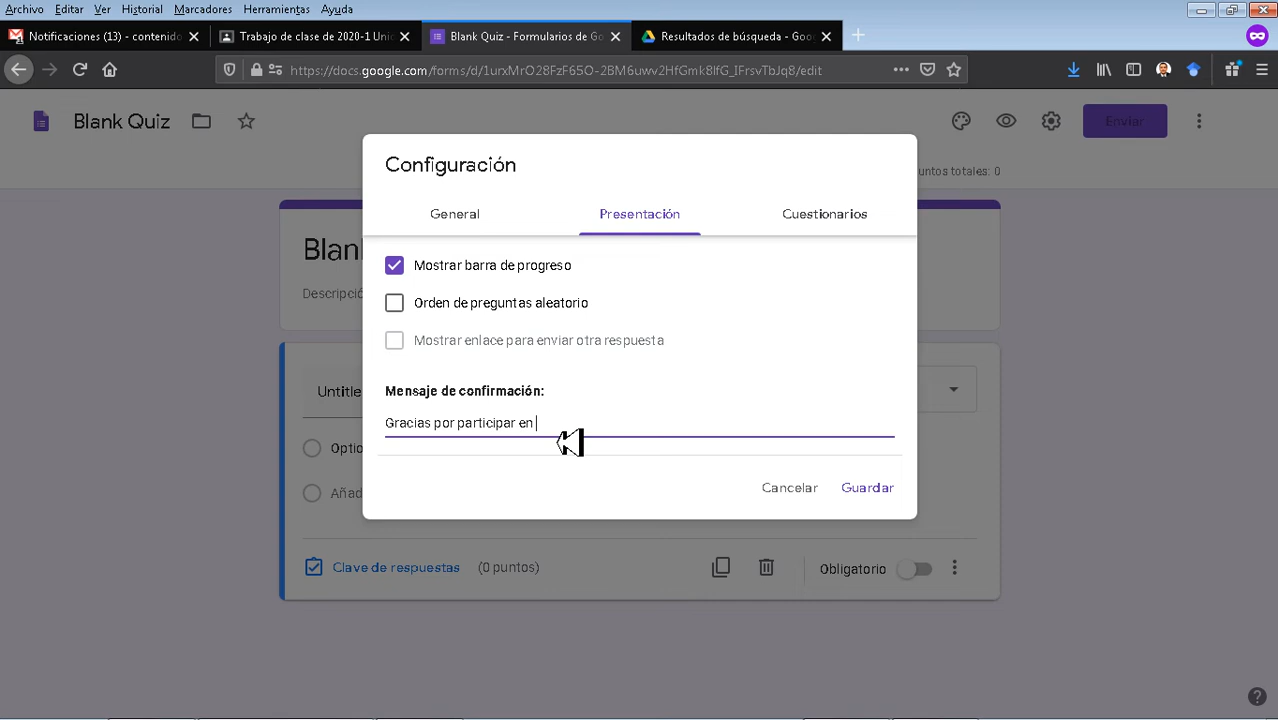 Archivo Editar Ver Historial Marcadores Herramientas Ayuda
Notificaciones (13) - contenido
Trabajo de clase de 2020-1 Unid
Blank Quiz - Formularios de Go
Resultados de búsqueda - Goo
https://docs.google.com/forms/d/1urxMrO28FzF65O-2BM6uwv2HfGmk8lfG_IFrsvTbJq8/edit
Blank Quiz
Enviar
Configuración
untos totales: 0
General Presentación Cuestionarios
Blan
Mostrar barra de progreso
Descripció
Orden de preguntas aleatorio
Mostrar enlace para enviar otra respuesta
Mensaje de confirmación:
Untitle
Gracias por participar en
Optio
Cancelar Guardar
Añad
Clave de respuestas (0 puntos)
Obligatorio